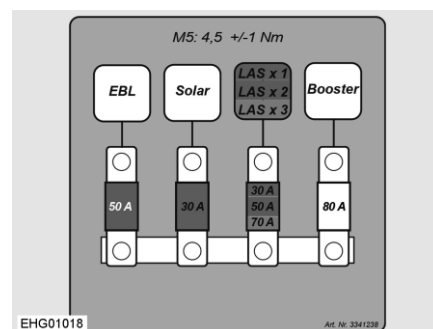 M5: 4,5 +/-1 Nm
EBL
Solar
LAS x 1
LAS x 2
LAS x 3
Booster
50 A
30 A
30 A
50 A
70 A
80 A
EHG01018
Art. Nr. 3341238